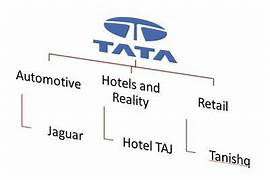 TATA
Automotive
Hotels and
Reality
Retail
Jaguar
Hotel TAJ
Tanishq